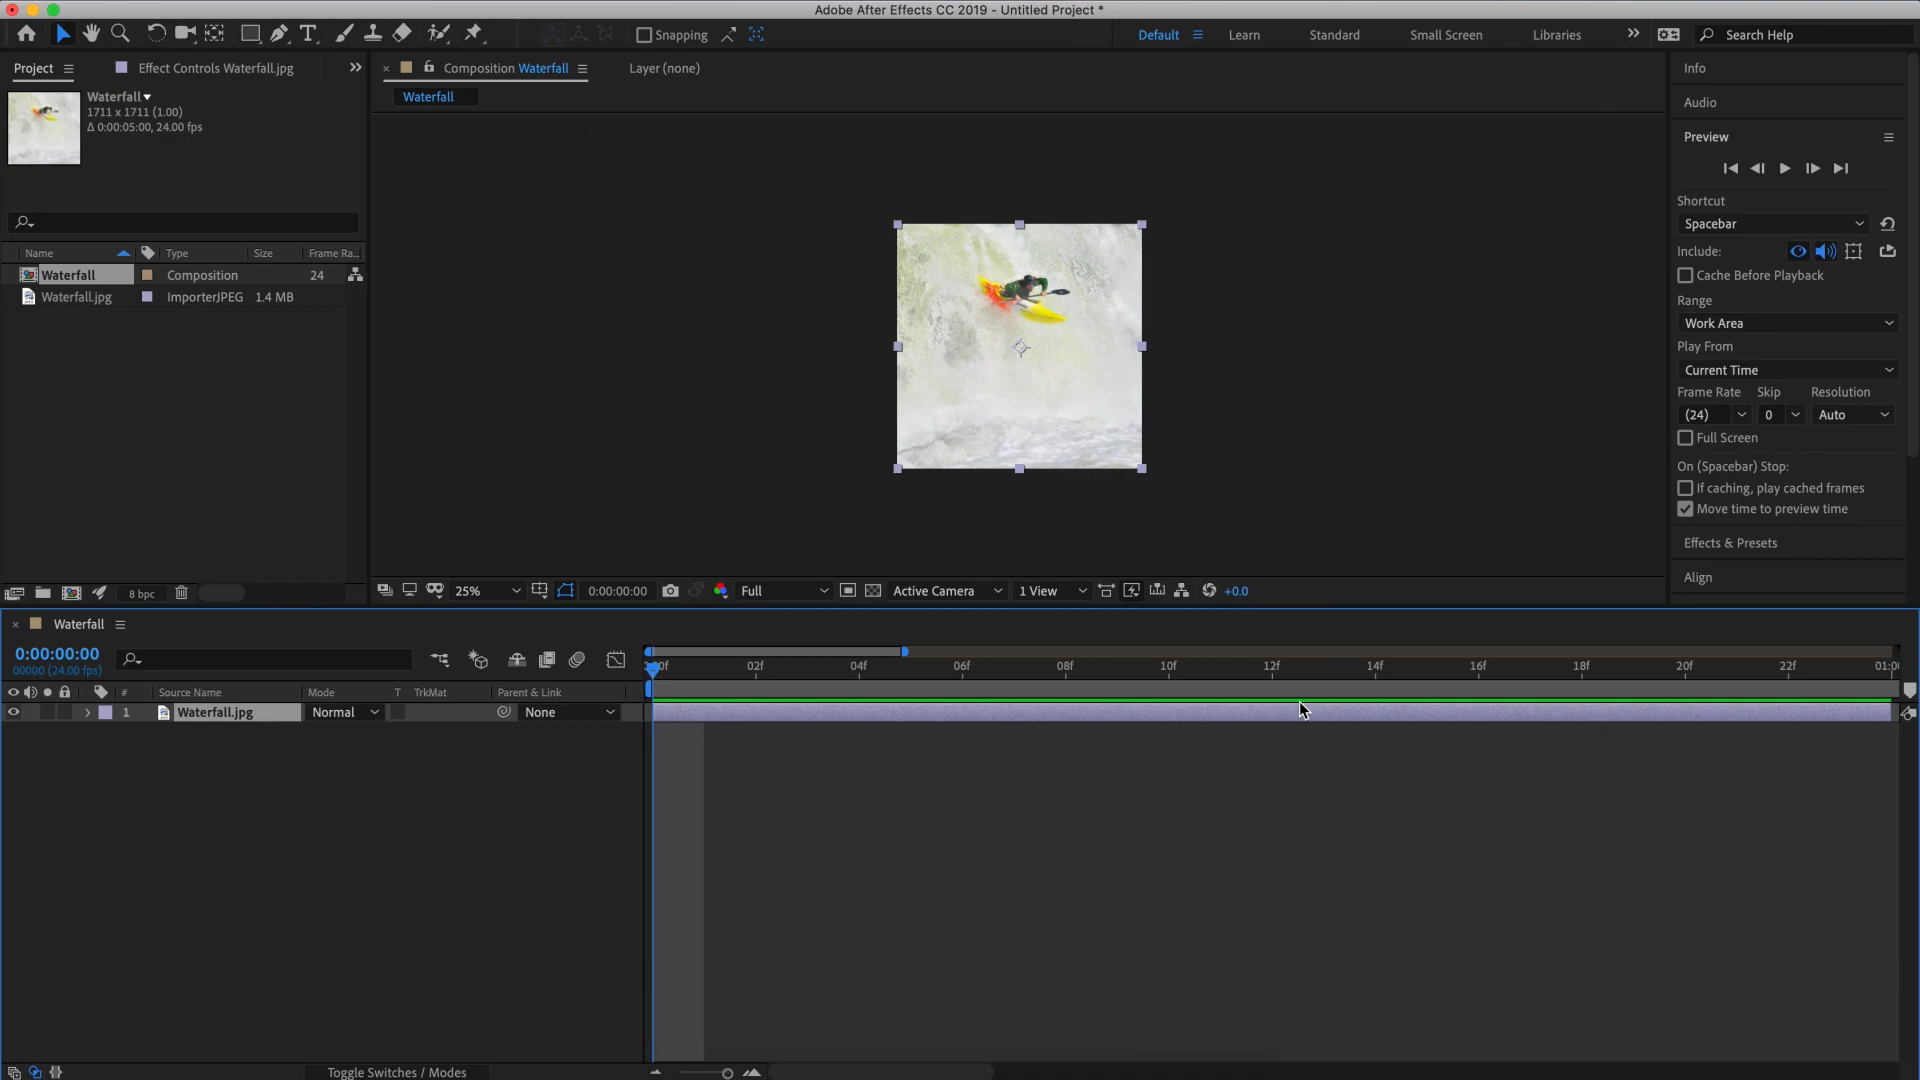 Adobe After Effects CC 2019 - Untitled Project *
Snapping
Default
Learn
Standard
Small Screen
Libraries
Search Help
Project
Effect Controls Waterfall.jpg
Composition Waterfall
Layer (none)
Waterfall
1711 x 1711 (1.00)
Δ 0:00:05:00, 24.00 fps
Waterfall
Name
Type
Size
Frame Ra...
Waterfall
Composition
24
Waterfall.jpg
ImporterJPEG
1.4 MB
8 bpc
25%
0:00:00:00
Full
Active Camera
1 View
+0.0
Info
Audio
Preview
Shortcut
Spacebar
Include:
Cache Before Playback
Range
Work Area
Play From
Current Time
Frame Rate
Skip
Resolution
(24)
0
Auto
Full Screen
On (Spacebar) Stop:
If caching, play cached frames
Move time to preview time
Effects & Presets
Align
Waterfall
0:00:00:00
00000 (24.00 fps)
02f
04f
06f
08f
10f
12f
14f
16f
18f
20f
22f
#
Source Name
Mode
T
TrkMat
Parent & Link
1
Waterfall.jpg
Normal
None
Toggle Switches / Modes